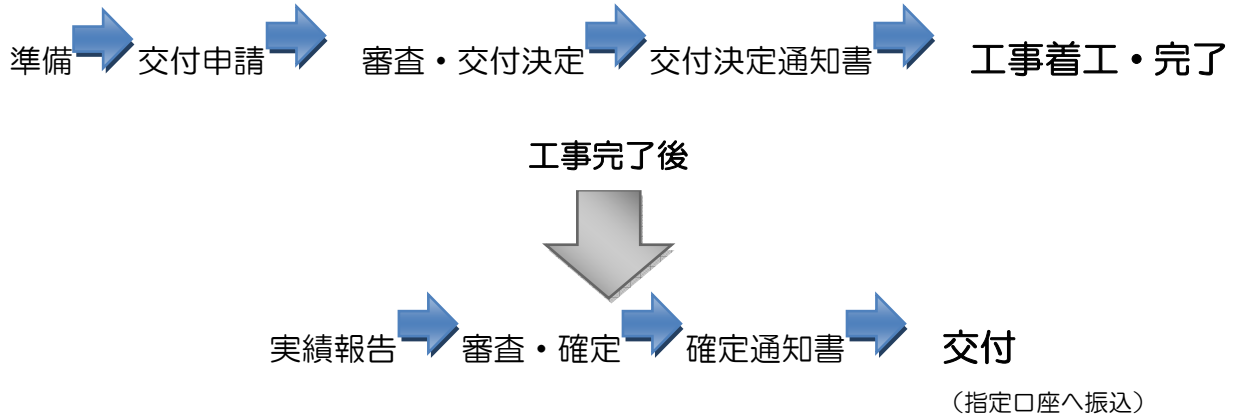 準備 交付申請 審査・交付決定 交付決定通知書 工事着工・完了
工事完了後
実績報告 審査・確定 確定通知書 交付
（指定口座へ振込）